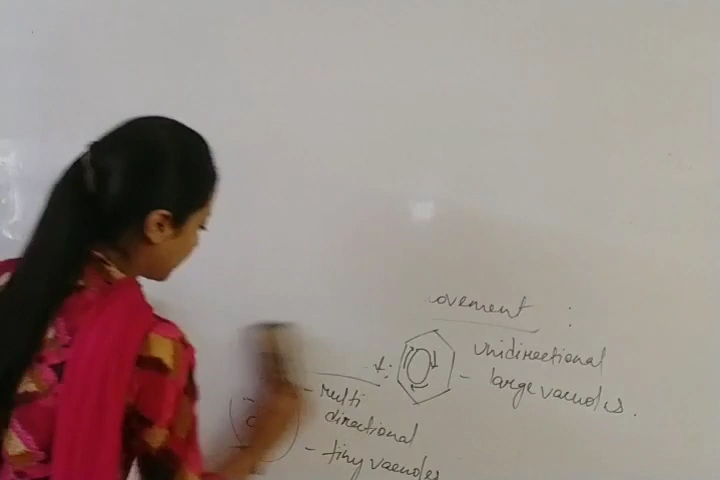 ovement :
unidirectional
- large vacuoles.
- multi
directional
- tiny vacuoles